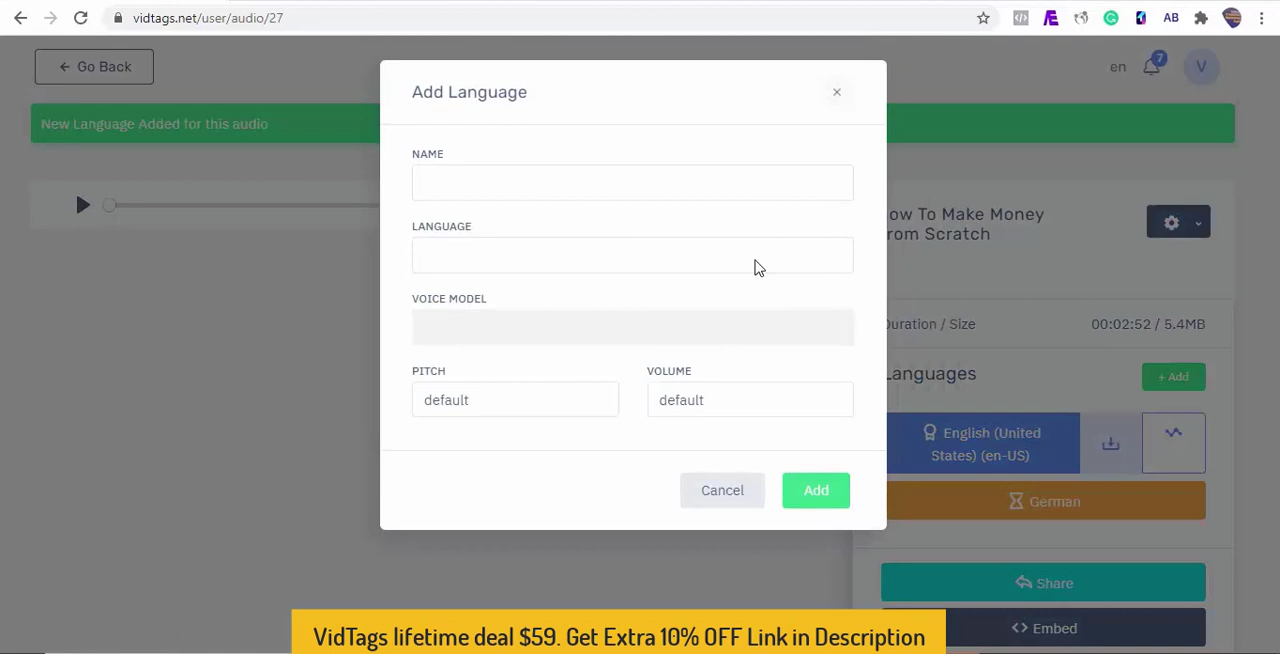 vidtags.net/user/audio/27
AB
Go Back
en
7
V
Add Language
New Language Added for this audio
NAME
LANGUAGE
VOICE MODEL
PITCH
VOLUME
default
default
Cancel
Add
ow To Make Money
rom Scratch
Duration / Size
00:02:52 / 5.4MB
Languages
+ Add
English (United
States) (en-US)
German
Share
Embed
VidTags lifetime deal $59. Get Extra 10% OFF Link in Description